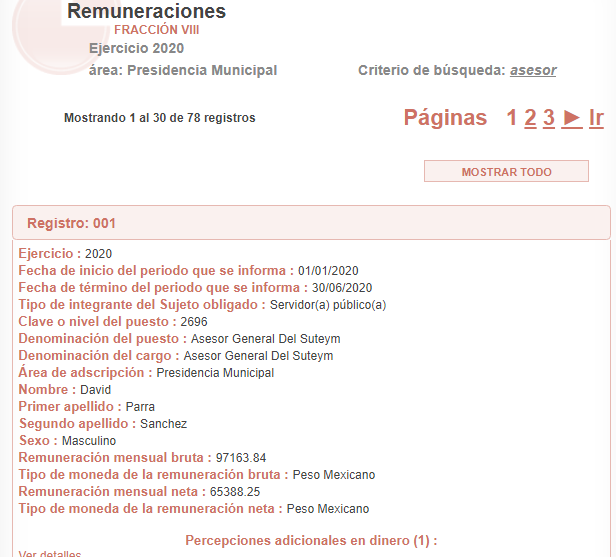 Remuneraciones
FRACCIÓN VIII
Ejercicio 2020
área: Presidencia Municipal
Criterio de búsqueda: asesor
Mostrando 1 al 30 de 78 registros
Páginas 1 2 3 ► Ir
MOSTRAR TODO
Registro: 001
Ejercicio : 2020
Fecha de inicio del periodo que se informa : 01/01/2020
Fecha de término del periodo que se informa : 30/06/2020
Tipo de integrante del Sujeto obligado : Servidor(a) público(a)
Clave o nivel del puesto : 2696
Denominación del puesto : Asesor General Del Suteym
Denominación del cargo : Asesor General Del Suteym
Área de adscripción : Presidencia Municipal
Nombre : David
Primer apellido : Parra
Segundo apellido : Sanchez
Sexo : Masculino
Remuneración mensual bruta : 97163.84
Tipo de moneda de la remuneración bruta : Peso Mexicano
Remuneración mensual neta : 65388.25
Tipo de moneda de la remuneración neta : Peso Mexicano
Percepciones adicionales en dinero (1) :
Ver detalles